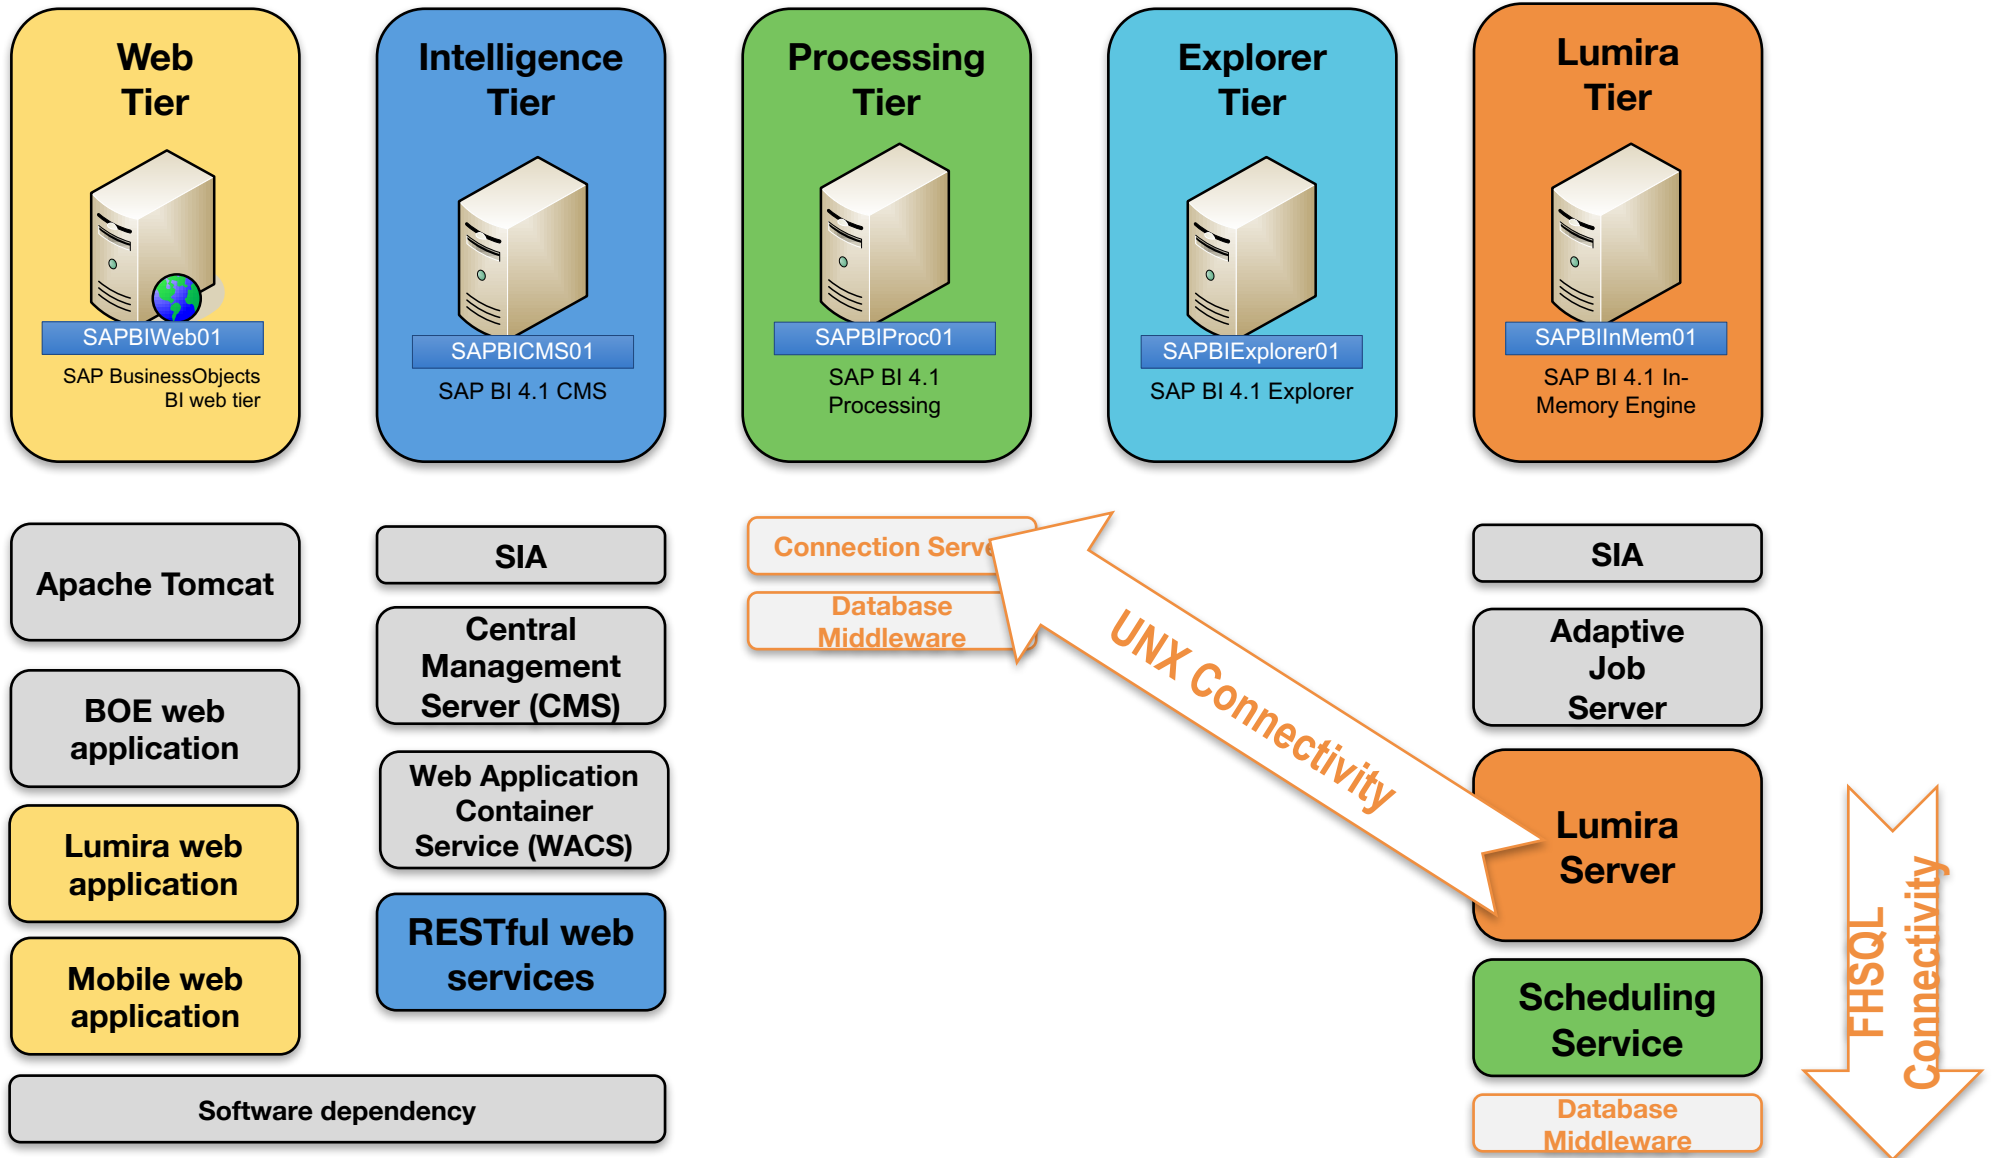 Web
Tier
SAPBIWeb01
SAP BusinessObjects
BI web tier
Intelligence
Tier
SAPBICMS01
SAP BI 4.1 CMS
Processing
Tier
SAPBIProc01
SAP BI 4.1
Processing
Explorer
Tier
SAPBIExplorer01
SAP BI 4.1 Explorer
Lumira
Tier
SAPBIInMem01
SAP BI 4.1 In-
Memory Engine
Apache Tomcat
BOE web
application
Lumira web
application
Mobile web
application
SIA
Central
Management
Server (CMS)
Web Application
Container
Service (WACS)
RESTful web
services
Software dependency
Connection Serve
Database
Middleware
UNX Connectivity
SIA
Adaptive
Job
Server
Lumira
Server
Scheduling
Service
Database
Middleware
FHSQL
Connectivity